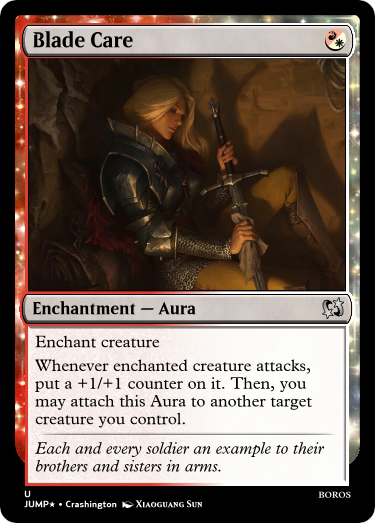 Blade Care
Enchantment — Aura
Enchant creature
Whenever enchanted creature attacks,
put a +1/+1 counter on it. Then, you
may attach this Aura to another target
creature you control.
Each and every soldier an example to their
brothers and sisters in arms.
U
BOROS
JUMP★ • Crashington Xiaoguang Sun